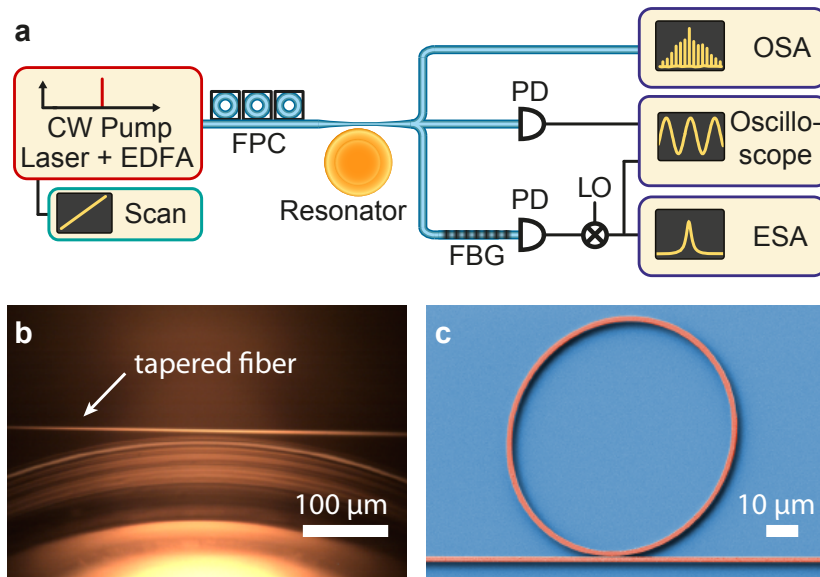 a
CW Pump
Laser + EDFA
Scan
FPC
Resonator
PD
PD
LO
FBG
OSA
Oscillo-
scope
ESA
b
tapered fiber
100 µm
c
10 µm